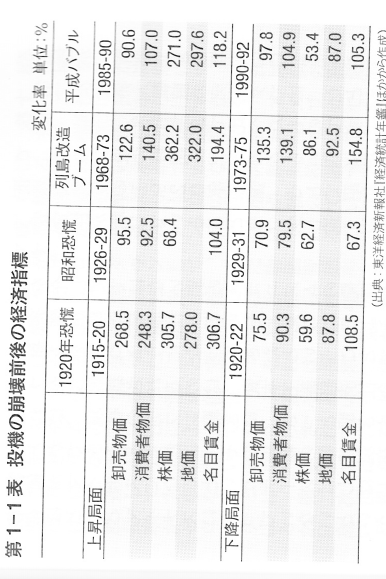 第1-1表 投機の崩壊前後の経済指標
変化率 単位:%
1920年恐慌 昭和恐慌 列島改造ブーム 平成バブル
上昇局面 1915-20 1926-29 1968-73 1985-90
卸売物価 268.5 95.5 122.6 90.6
消費者物価 248.3 92.5 140.5 107.0
株価 305.7 68.4 362.2 271.0
地価 278.0 322.0 297.6
名目賃金 306.7 104.0 194.4 118.2
下降局面 1920-22 1929-31 1973-75 1990-92
卸売物価 75.5 70.9 135.3 97.8
消費者物価 90.3 79.5 139.1 104.9
株価 59.6 62.7 86.1 53.4
地価 87.8 92.5 87.0
名目賃金 108.5 67.3 154.8 105.3
(出典:東洋経済新報社『経済統計年鑑』ほかから作成)